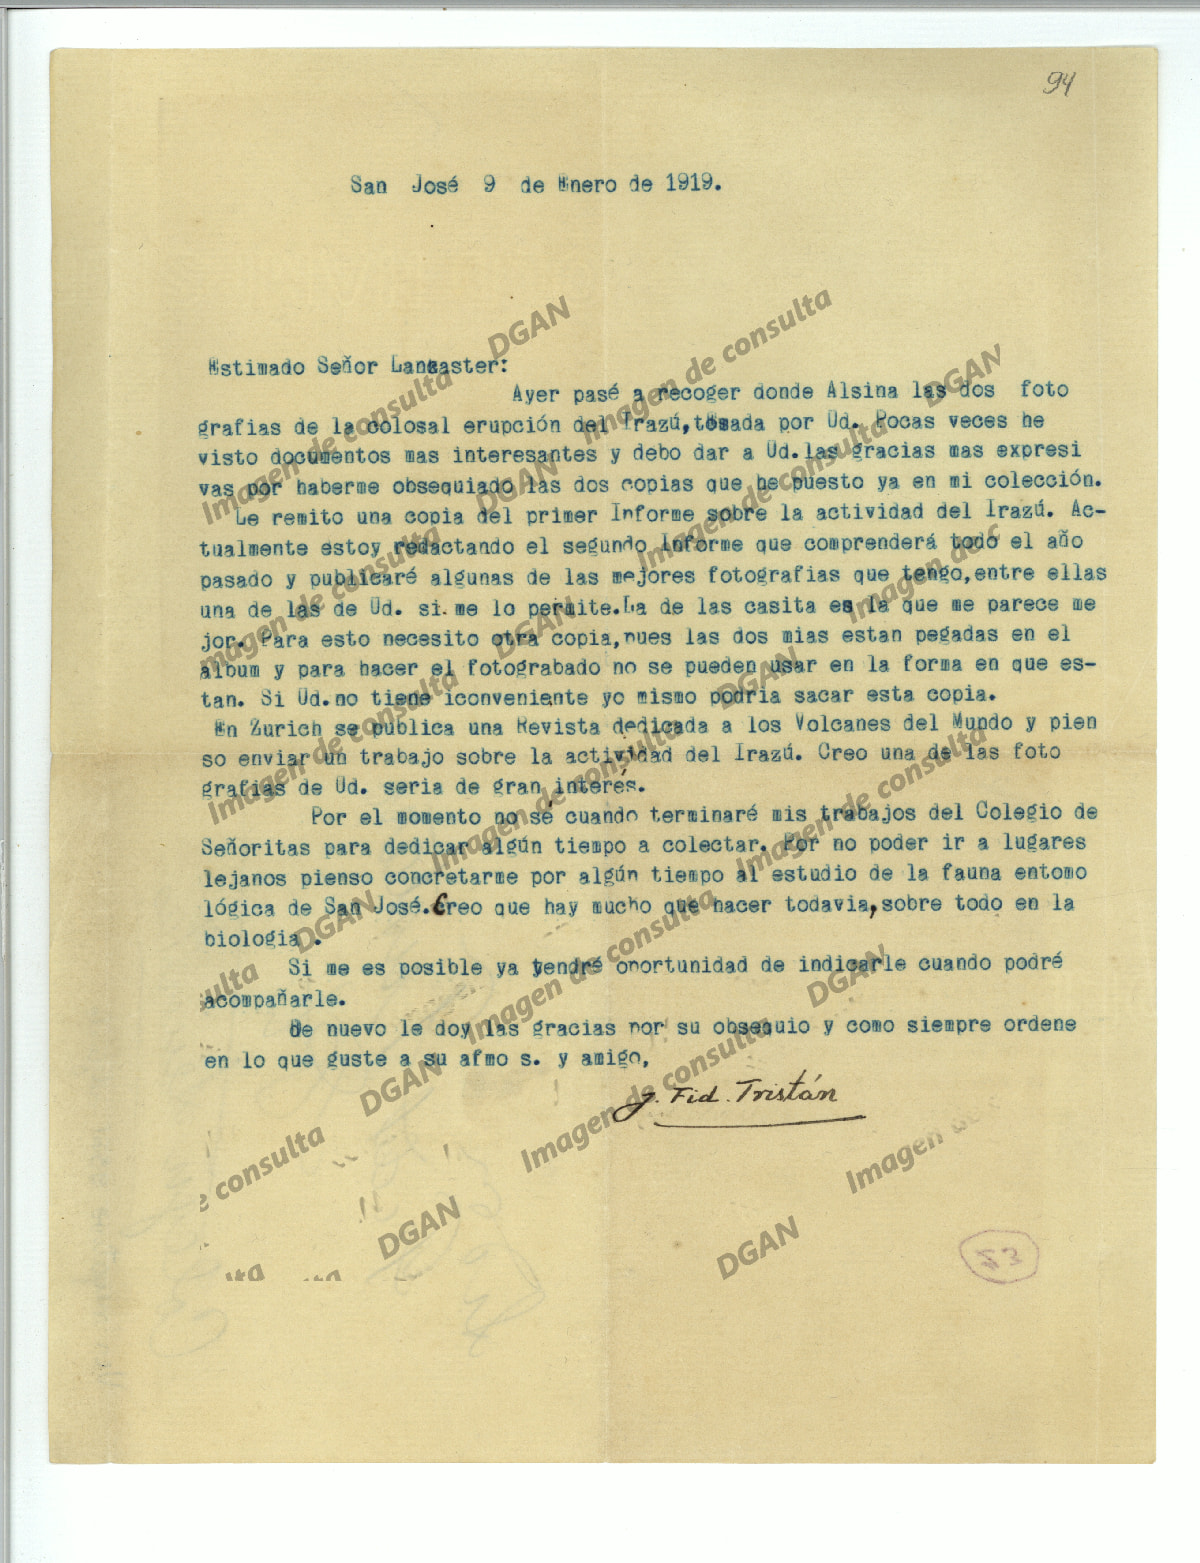 94
San José 9 de Enero de 1919.
Estimado Señor Lancaster:
Ayer pasé a recoger donde Alsina las dos foto
grafias de la colosal erupción del Irazú,tomada por Ud. Pocas veces he
visto documentos mas interesantes y debo dar a Ud.las gracias mas expresi
vas por haberme obsequiado las dos copias que he puesto ya en mi colección.
Le remito una copia del primer Informe sobre la actividad del Irazú. Ac-
tualmente estoy redactando el segundo Informe que comprenderá todo el año
pasado y publicaré algunas de las mejores fotografias que tengo,entre ellas
una de las de Ud. si me lo permite.La de las casita es la que me parece me
jor. Para esto necesito otra copia,pues las dos mias estan pegadas en el
álbum y para hacer el fotograbado no se pueden usar en la forma en que es-
tan. Si Ud.no tiene iconveniente yo mismo podria sacar esta copia.
En Zurich se publica una Revista dedicada a los Volcanes del Mundo y pien
so enviar un trabajo sobre la actividad del Irazú. Creo una de las foto
grafias de Ud. seria de gran interés.
Por el momento no sé cuando terminaré mis trabajos del Colegio de
Señoritas para dedicar algún tiempo a colectar. Por no poder ir a lugares
lejanos pienso concretarme por algún tiempo al estudio de la fauna entomo
lógica de San José.Creo que hay mucho que hacer todavia,sobre todo en la
biologia .
Si me es posible ya tendré oportunidad de indicarle cuando podré
acompañarle.
De nuevo le doy las gracias por su obsequio y como siempre ordene
en lo que guste a su afmo s. y amigo,
J. Fid. Tristán
DGAN
Imagen de consulta